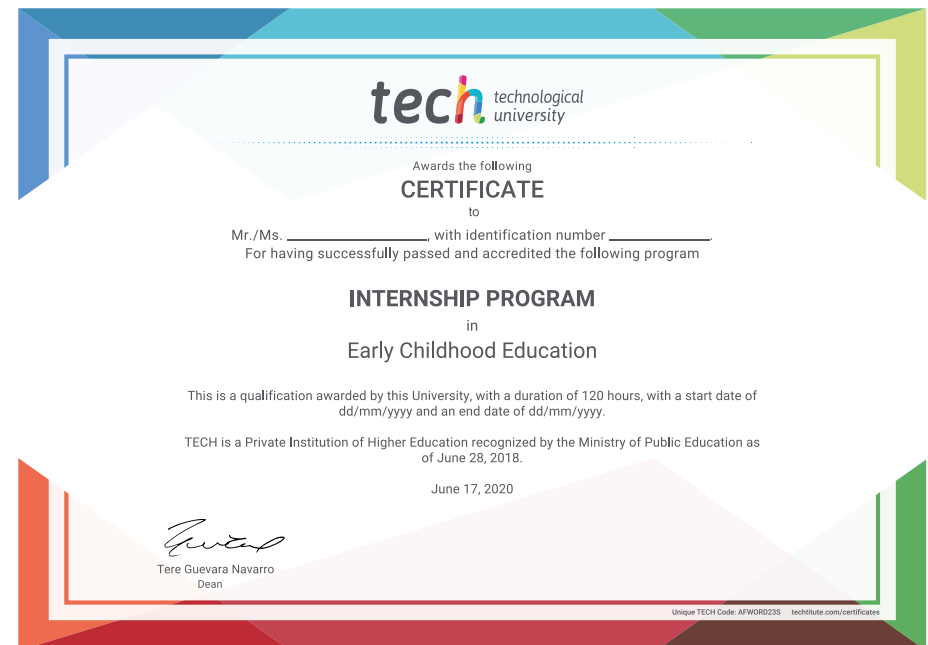 tech technological
university
Awards the following
CERTIFICATE
to
Mr./Ms. ________________, with identification number ____________.
For having successfully passed and accredited the following program
INTERNSHIP PROGRAM
in
Early Childhood Education
This is a qualification awarded by this University, with a duration of 120 hours, with a start date of
dd/mm/yyyy and an end date of dd/mm/yyyy.
TECH is a Private Institution of Higher Education recognized by the Ministry of Public Education as
of June 28, 2018.
June 17, 2020
Tere Guevara Navarro
Dean
Unique TECH Code: AFWORD23S techtitute.com/certificates